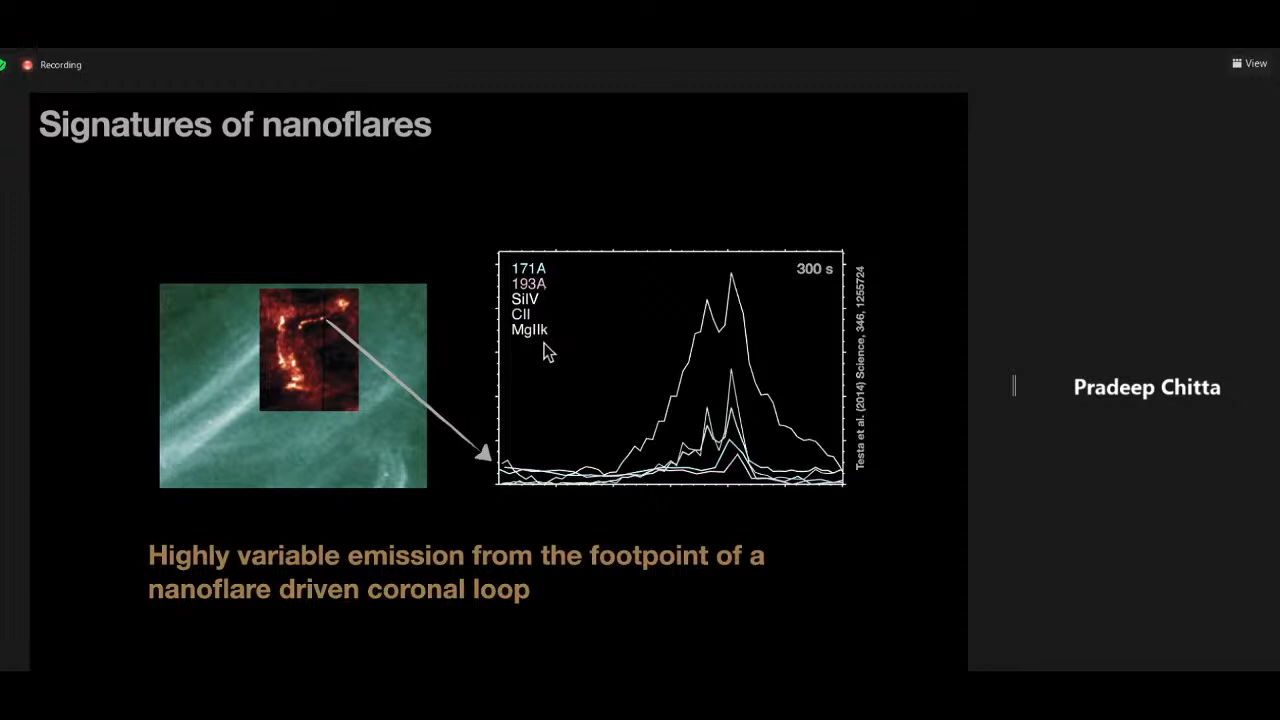 Recording
View
Signatures of nanoflares
171A
193A
SiIV
CII
MgIIk
300 s
Testa et al. (2014) Science, 346, 1255724
Pradeep Chitta
Highly variable emission from the footpoint of a
nanoflare driven coronal loop